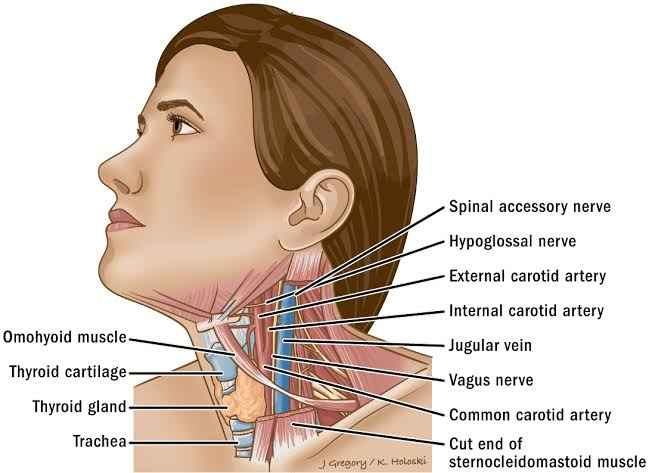 Spinal accessory nerve
Hypoglossal nerve
External carotid artery
Internal carotid artery
Jugular vein
Vagus nerve
Common carotid artery
Cut end of
sternocleidomastoid muscle
Omohyoid muscle
Thyroid cartilage
Thyroid gland
Trachea
J Gregory / K. Holoski